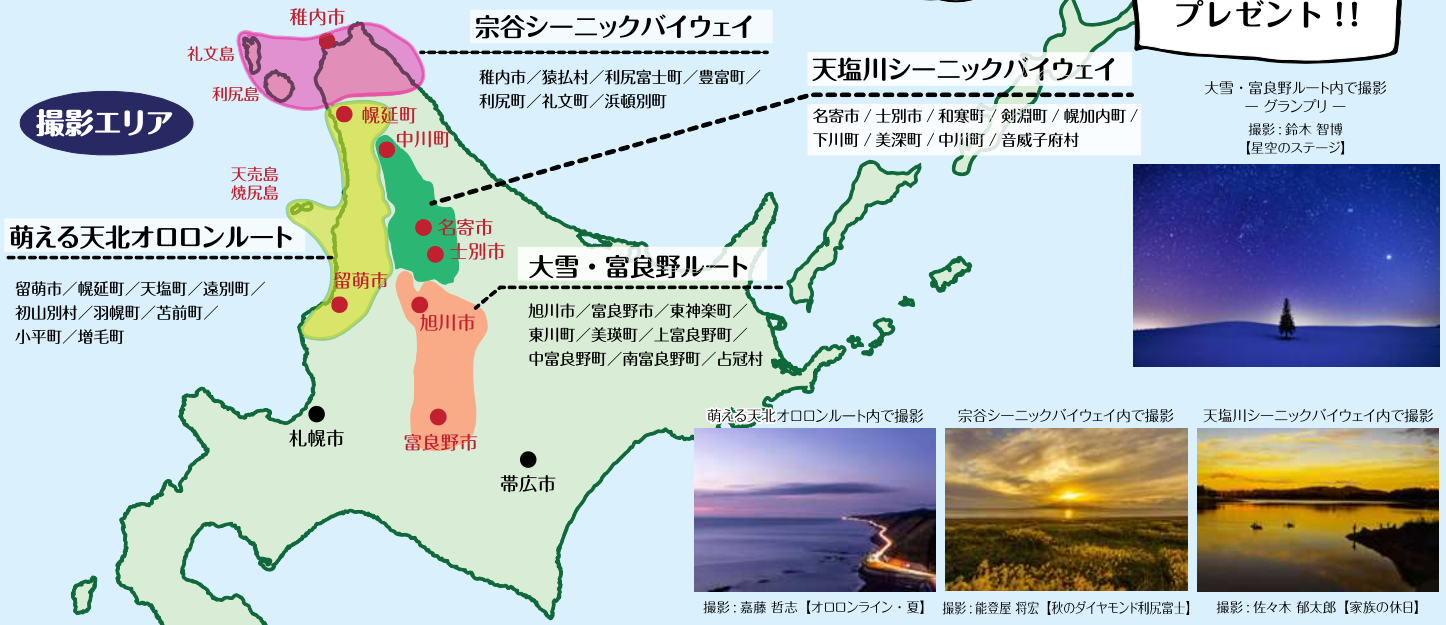 プレゼント!!
撮影エリア
稚内市
礼文島
利尻島
幌延町
中川町
天売島
焼尻島
名寄市
士別市
留萌市
旭川市
富良野市
札幌市
帯広市
宗谷シーニックバイウェイ
稚内市／猿払村／利尻富士町／豊富町／
利尻町／礼文町／浜頓別町
天塩川シーニックバイウェイ
名寄市 / 士別市 / 和寒町 / 剣淵町 / 幌加内町 /
下川町 / 美深町 / 中川町 / 音威子府村
萌える天北オロロンルート
留萌市／幌延町／天塩町／遠別町／
初山別村／羽幌町／苫前町／
小平町／増毛町
大雪・富良野ルート
旭川市／富良野市／東神楽町／
東川町／美瑛町／上富良野町／
中富良野町／南富良野町／占冠村
大雪・富良野ルート内で撮影
― グランプリ ―
撮影：鈴木 智博
【星空のステージ】
萌える天北オロロンルート内で撮影
撮影：嘉藤 哲志【オロロンライン・夏】
宗谷シーニックバイウェイ内で撮影
撮影：能登屋 将宏【秋のダイヤモンド利尻富士】
天塩川シーニックバイウェイ内で撮影
撮影：佐々木 郁太郎【家族の休日】